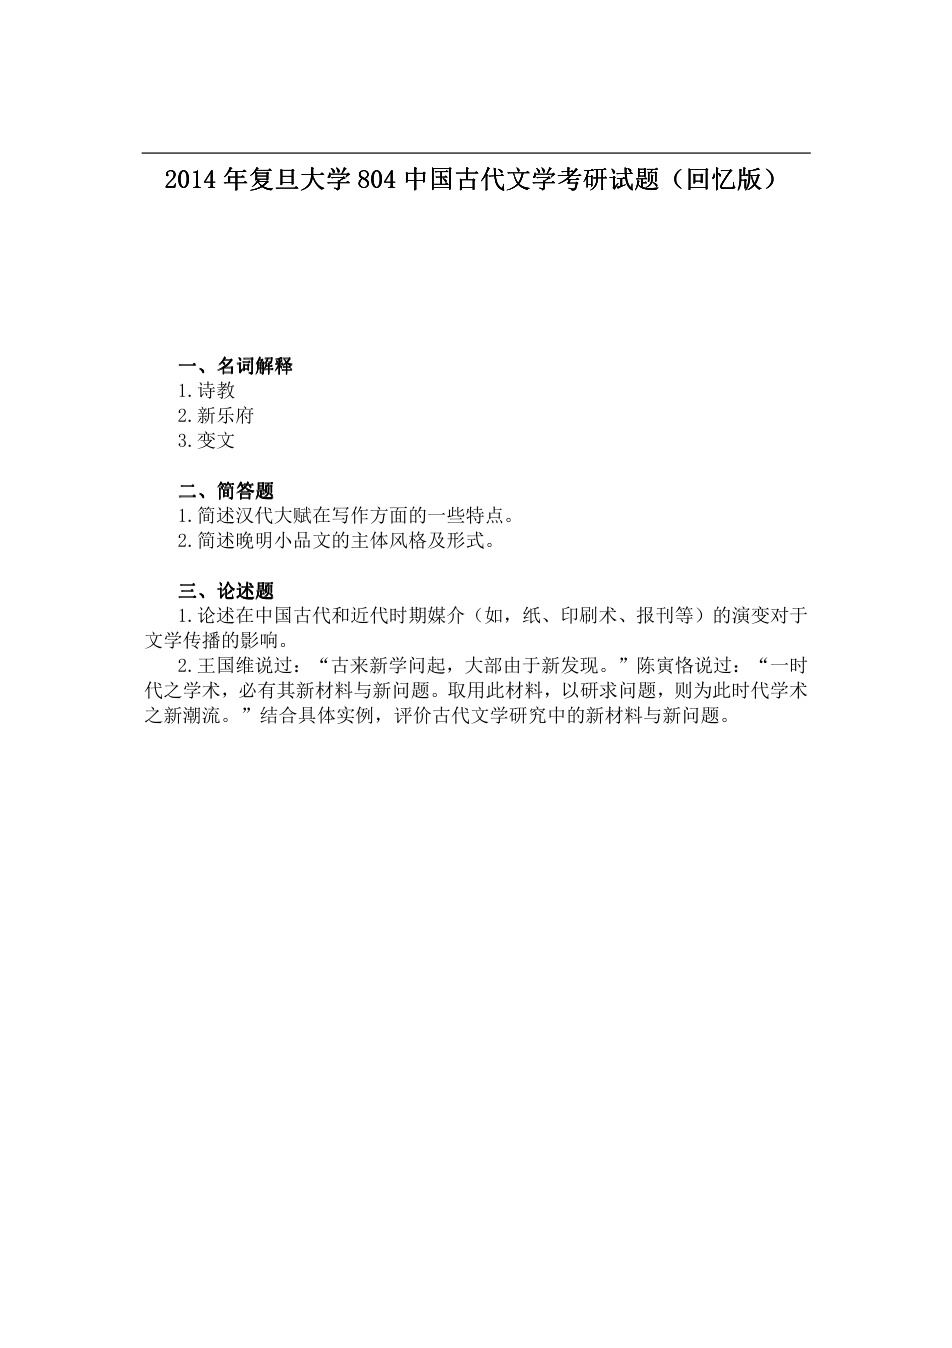 2014 年复旦大学 804 中国古代文学考研试题（回忆版）
一、名词解释
1.诗教
2.新乐府
3.变文
二、简答题
1.简述汉代大赋在写作方面的一些特点。
2.简述晚明小品文的主体风格及形式。
三、论述题
1.论述在中国古代和近代时期媒介（如，纸、印刷术、报刊等）的演变对于
文学传播的影响。
2.王国维说过：“古来新学问起，大部由于新发现。”陈寅恪说过：“一时
代之学术，必有其新材料与新问题。取用此材料，以研求问题，则为此时代学术
之新潮流。”结合具体实例，评价古代文学研究中的新材料与新问题。